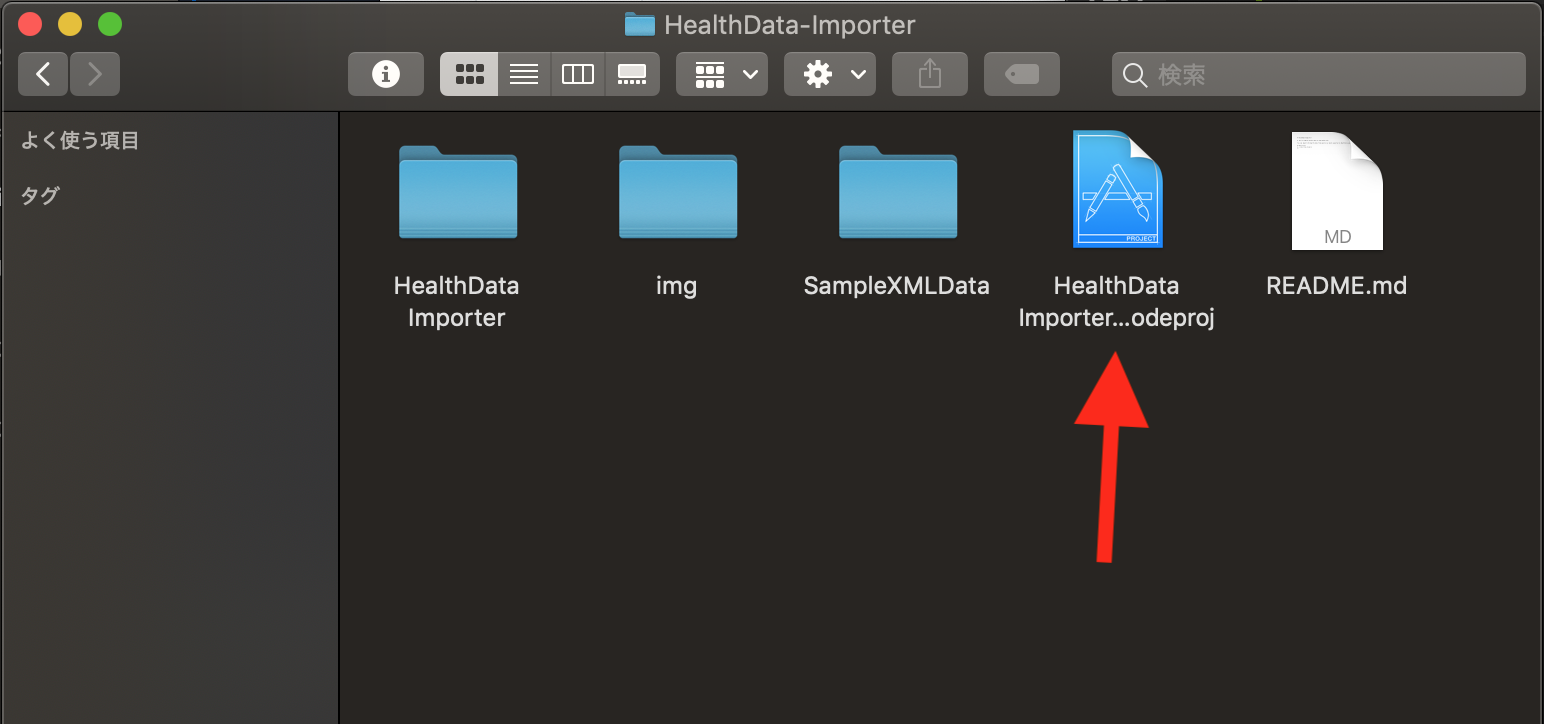 HealthData-Importer
検索
よく使う項目
タグ
HealthData
Importer
img
SampleXMLData
PROJECT
HealthData
Importer...odeproj
MD
README.md